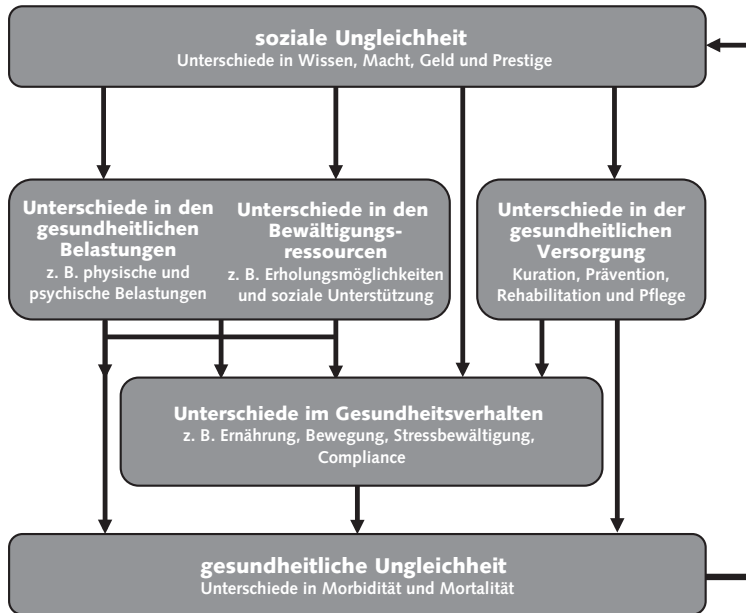 soziale Ungleichheit
Unterschiede in Wissen, Macht, Geld und Prestige
Unterschiede in den
gesundheitlichen
Belastungen
z. B. physische und
psychische Belastungen
Unterschiede in den
Bewältigungs-
ressourcen
z. B. Erholungsmöglichkeiten
und soziale Unterstützung
Unterschiede in der
gesundheitlichen
Versorgung
Kuration, Prävention,
Rehabilitation und Pflege
Unterschiede im Gesundheitsverhalten
z. B. Ernährung, Bewegung, Stressbewältigung,
Compliance
gesundheitliche Ungleichheit
Unterschiede in Morbidität und Mortalität